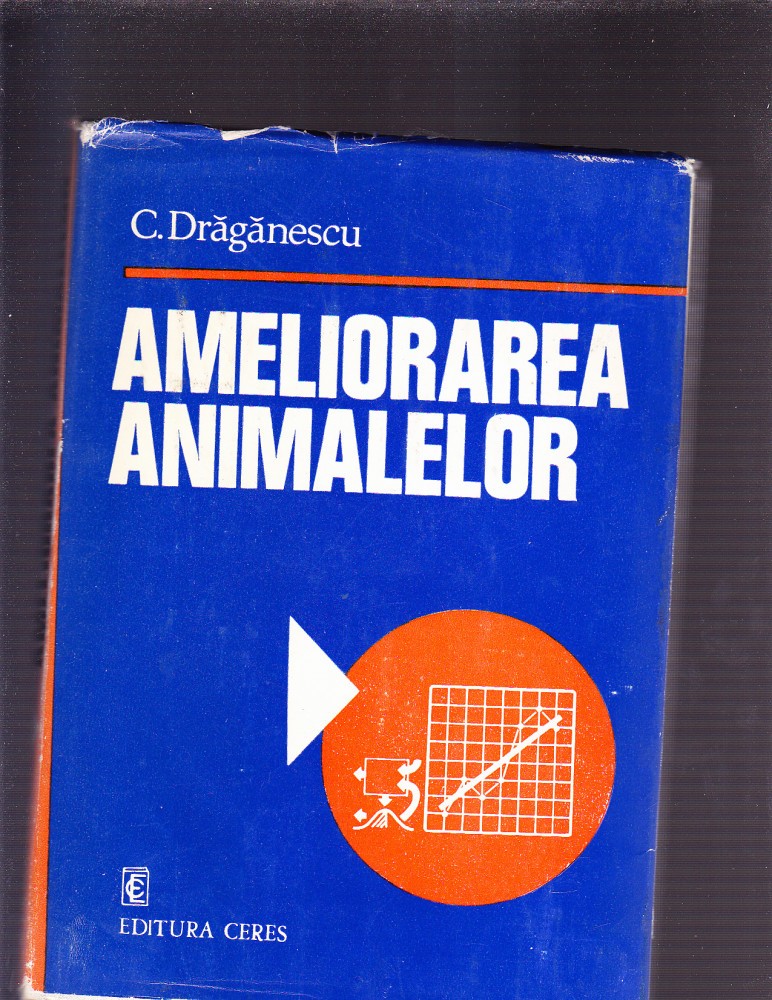 C. Drăgănescu
AMELIORAREA
ANIMALELOR
EDITURA CERES